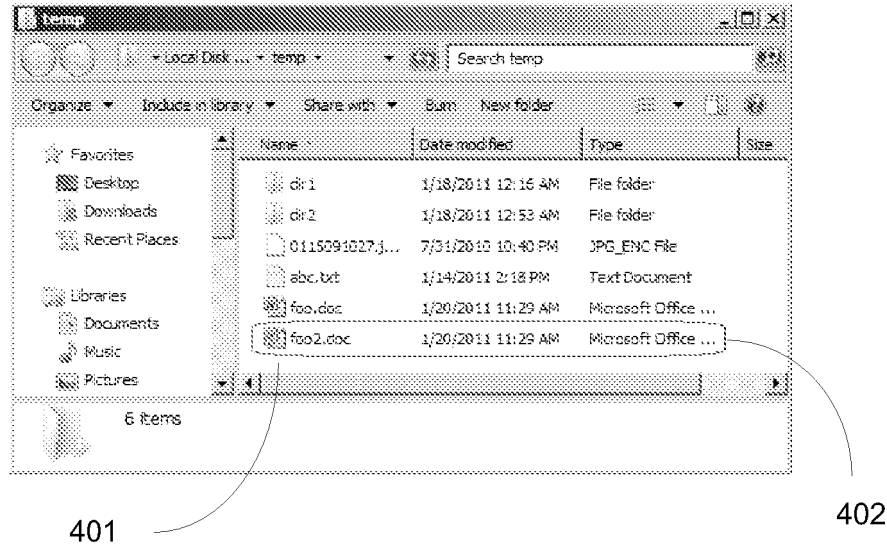 temp
Local Disk ... temp Search temp
Organize Include in library Share with Burn New folder
Name Date modified Type Size
Favorites
Desktop
Downloads
Recent Places
Libraries
Documents
Music
Pictures
dir1 1/18/2011 12:16 AM File folder
dir2 1/18/2011 12:53 AM File folder
0115091027.j... 7/31/2010 10:40 PM JPG_ENC File
abc.txt 1/14/2011 2:18 PM Text Document
foo.doc 1/20/2011 11:29 AM Microsoft Office ...
foo2.doc 1/20/2011 11:29 AM Microsoft Office ...
6 items
401
402